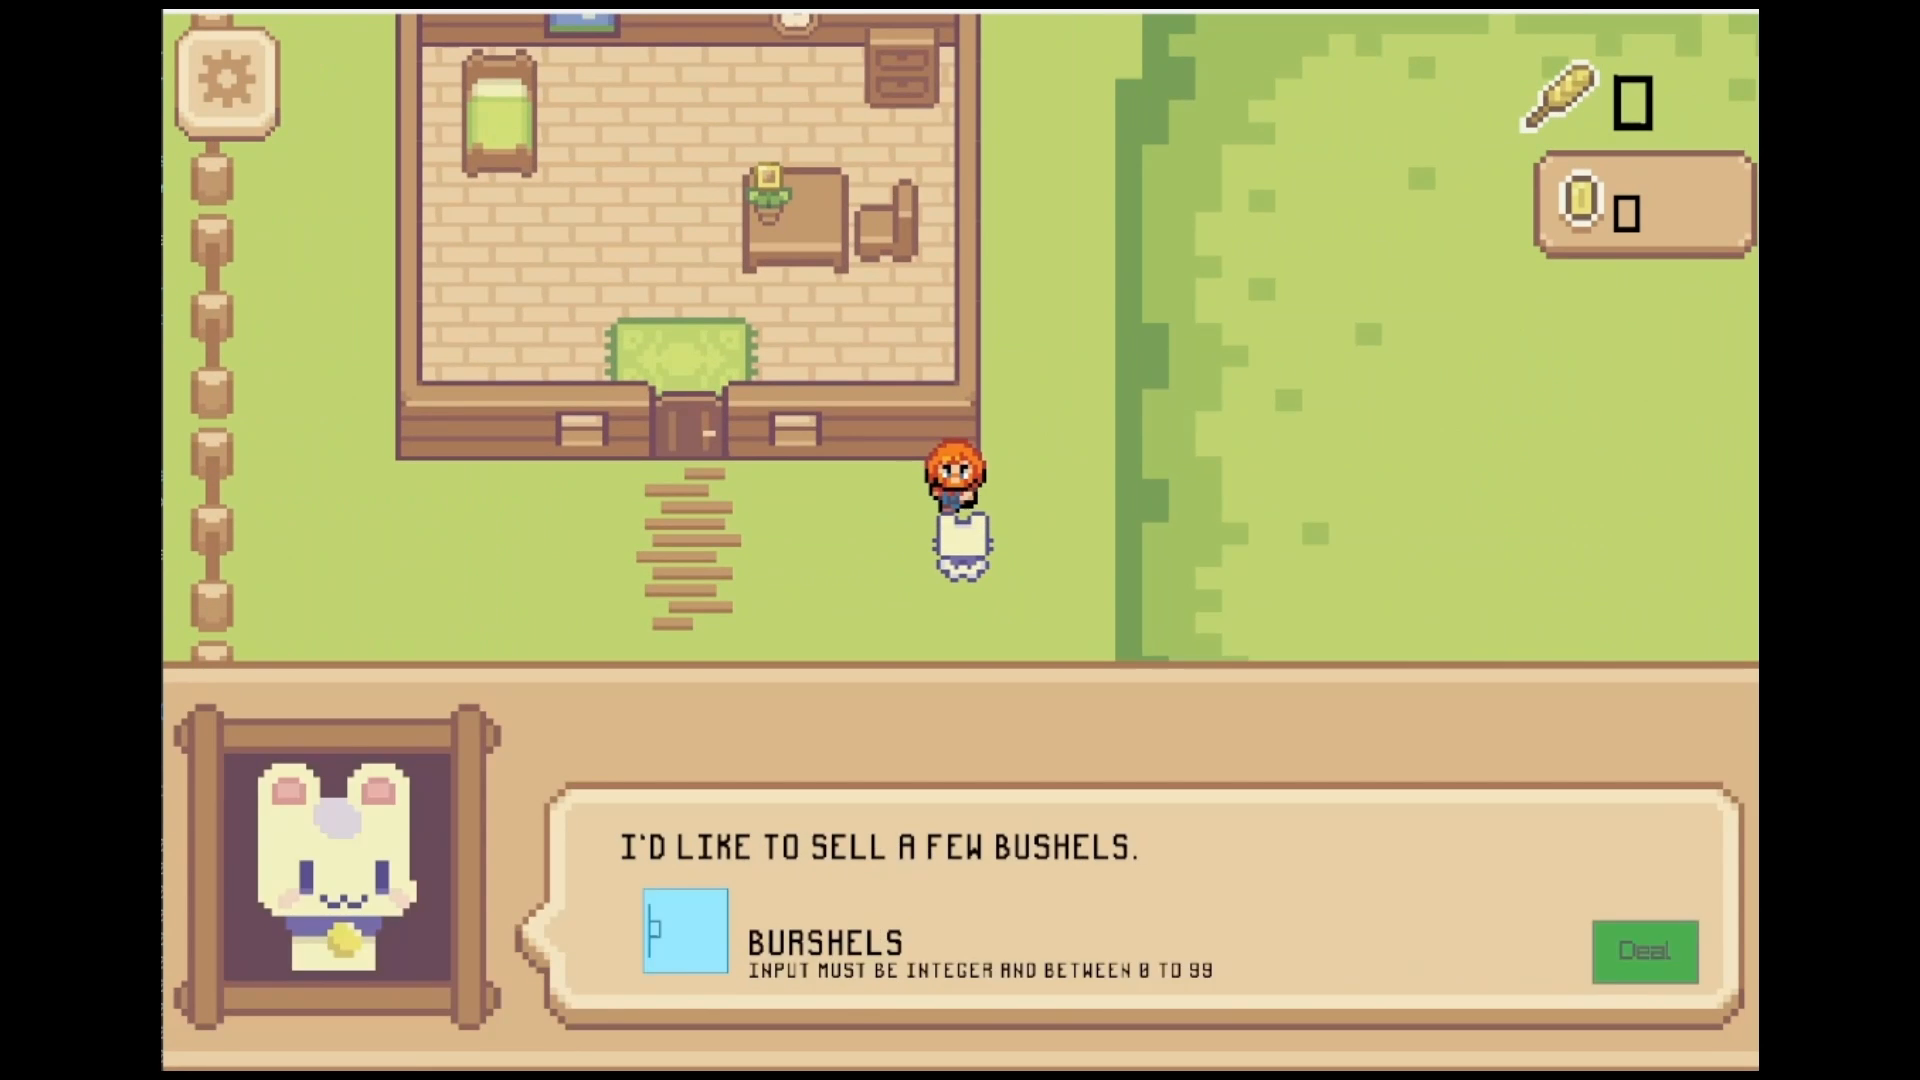 I'D LIKE TO SELL A FEW BUSHELS.
BURSHELS
INPUT MUST BE INTEGER AND BETWEEN 0 TO 99
Deal